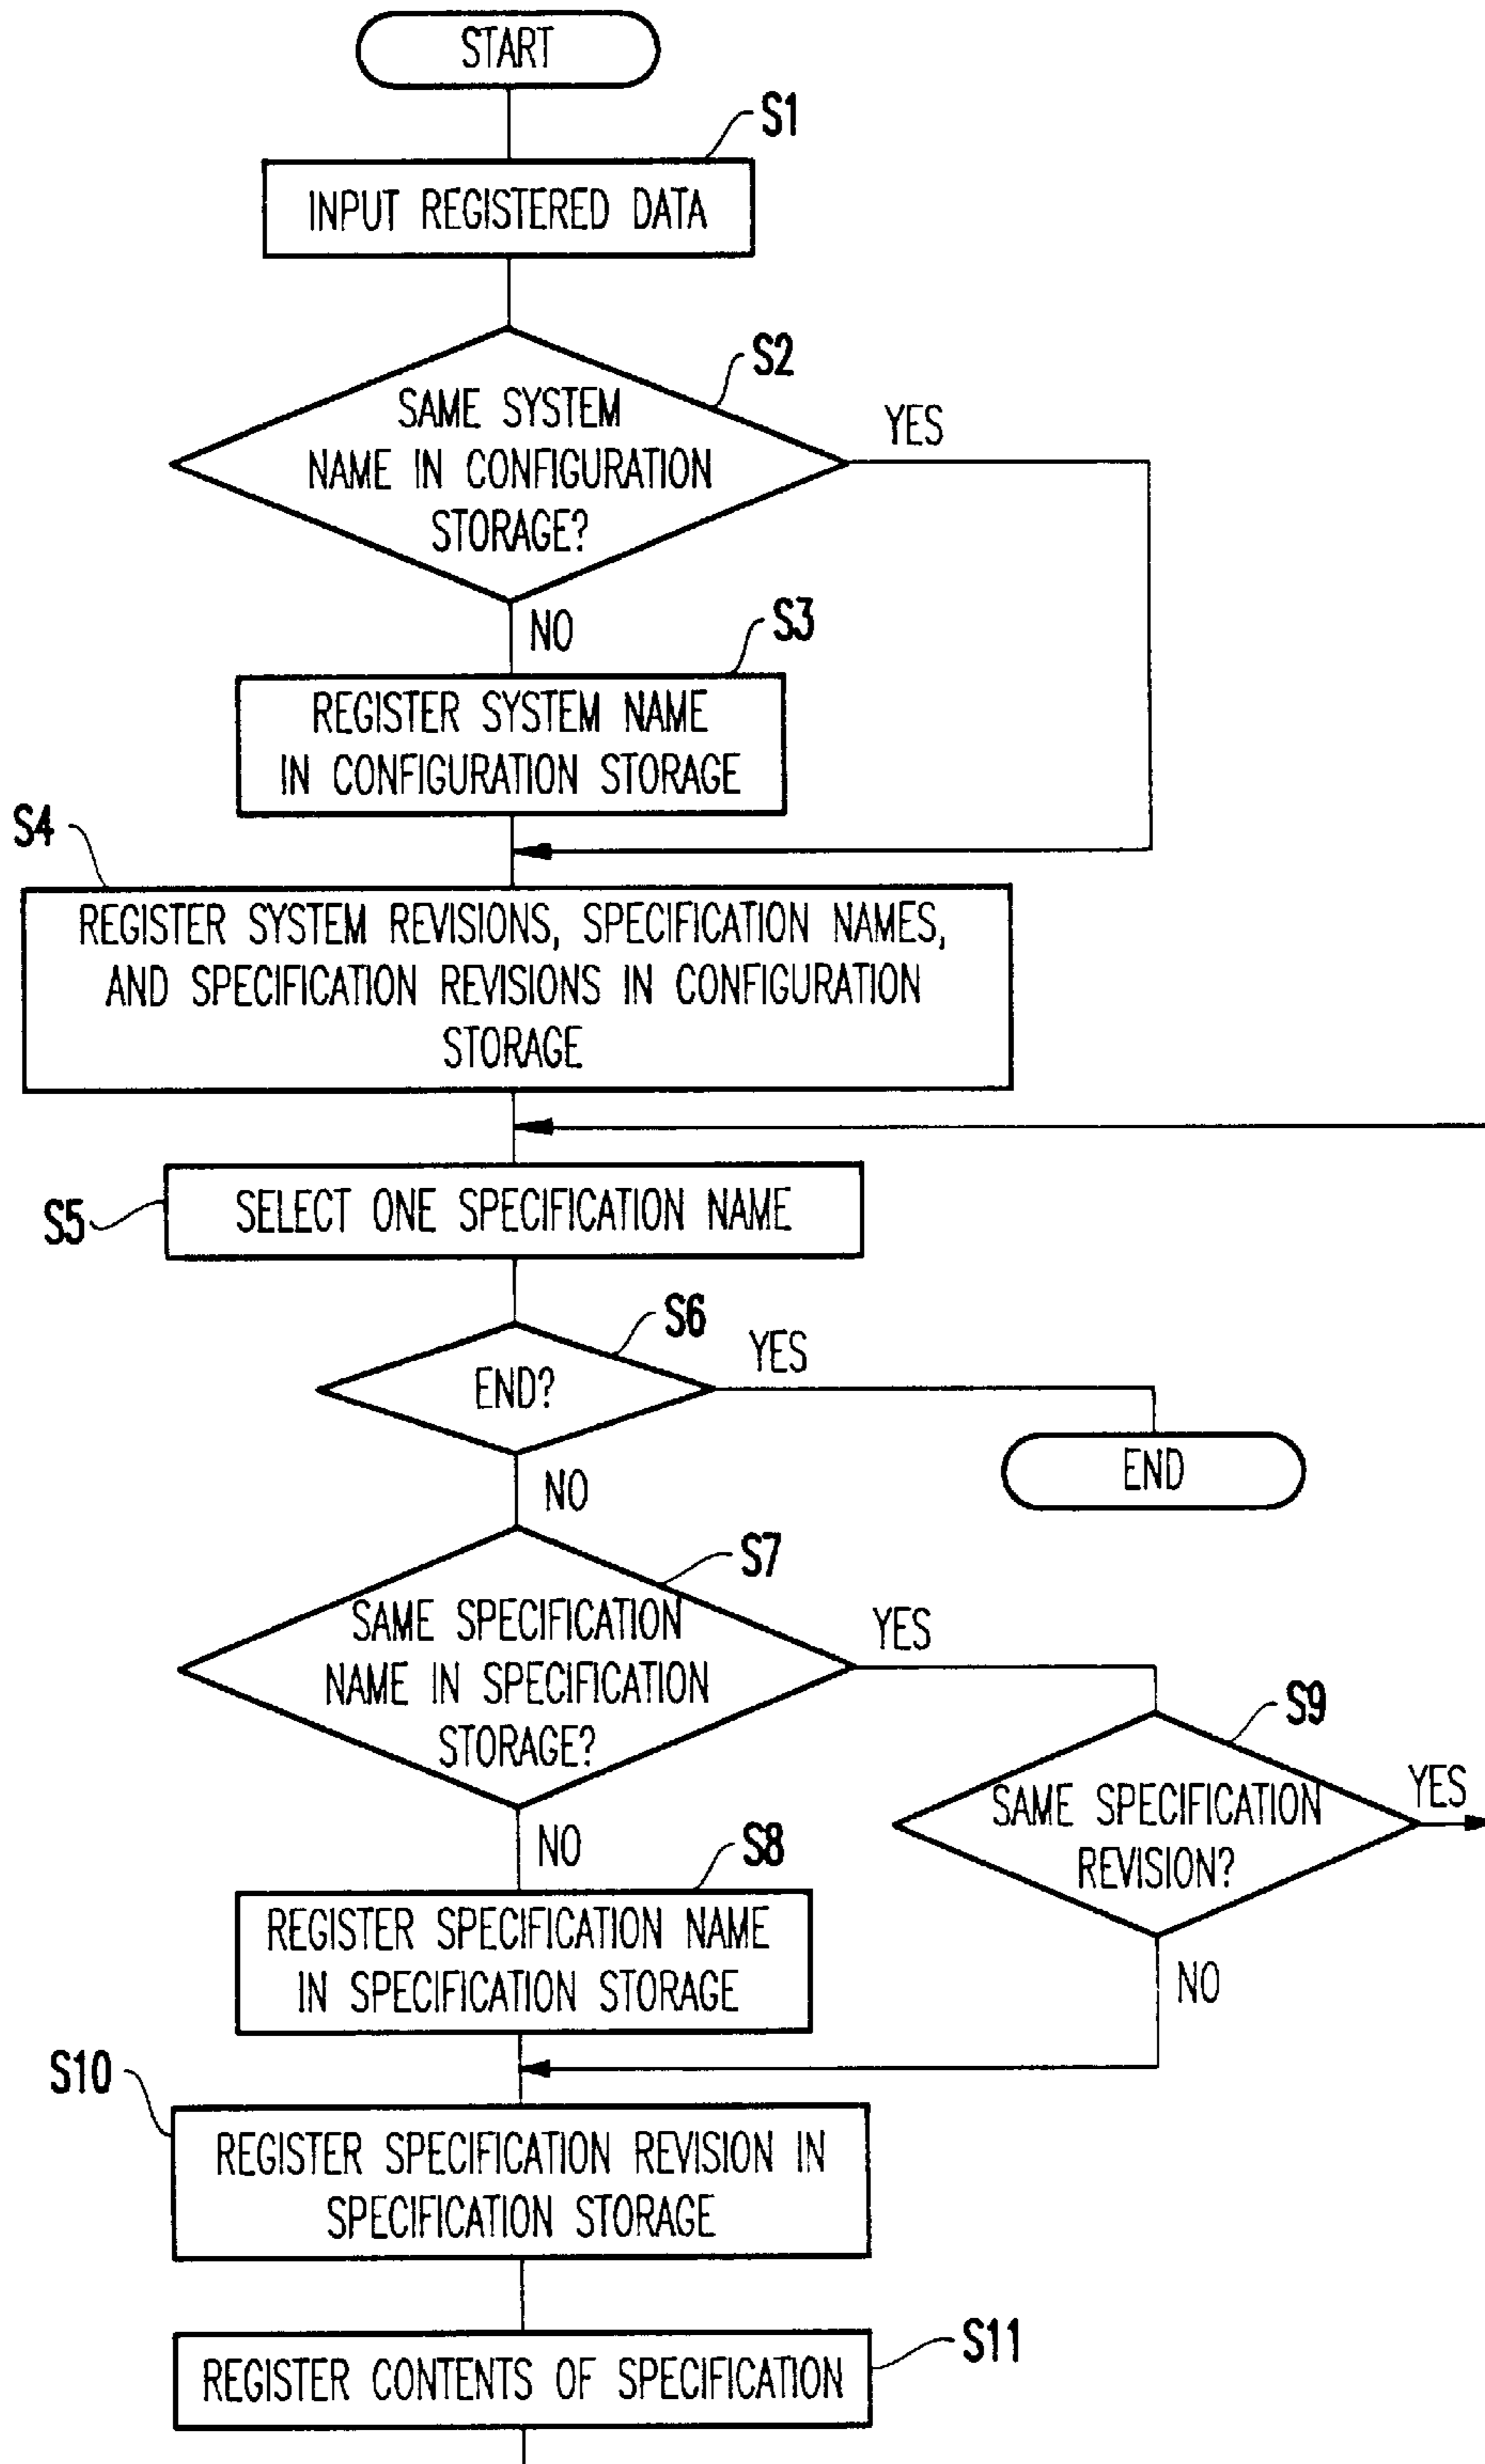 START
S1
INPUT REGISTERED DATA
S2
SAME SYSTEM
NAME IN CONFIGURATION
STORAGE?
YES
NO
S3
REGISTER SYSTEM NAME
IN CONFIGURATION STORAGE
S4
REGISTER SYSTEM REVISIONS, SPECIFICATION NAMES,
AND SPECIFICATION REVISIONS IN CONFIGURATION
STORAGE
S5
SELECT ONE SPECIFICATION NAME
S6
END?
YES
END
NO
S7
SAME SPECIFICATION
NAME IN SPECIFICATION
STORAGE?
YES
S9
SAME SPECIFICATION
REVISION?
YES
NO
NO
S8
REGISTER SPECIFICATION NAME
IN SPECIFICATION STORAGE
S10
REGISTER SPECIFICATION REVISION IN
SPECIFICATION STORAGE
S11
REGISTER CONTENTS OF SPECIFICATION